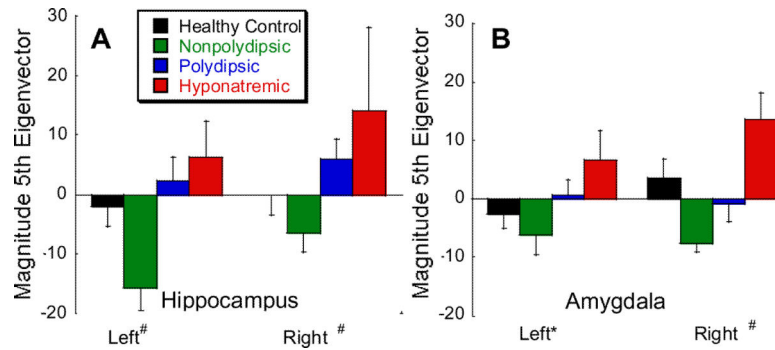 A
Healthy Control
Nonpolydipsic
Polydipsic
Hyponatremic
Magnitude 5th Eigenvector
30
20
10
0
-10
-20
Hippocampus
Left#
Right #
B
Magnitude 5th Eigenvector
30
20
10
0
-10
-20
Amygdala
Left*
Right #